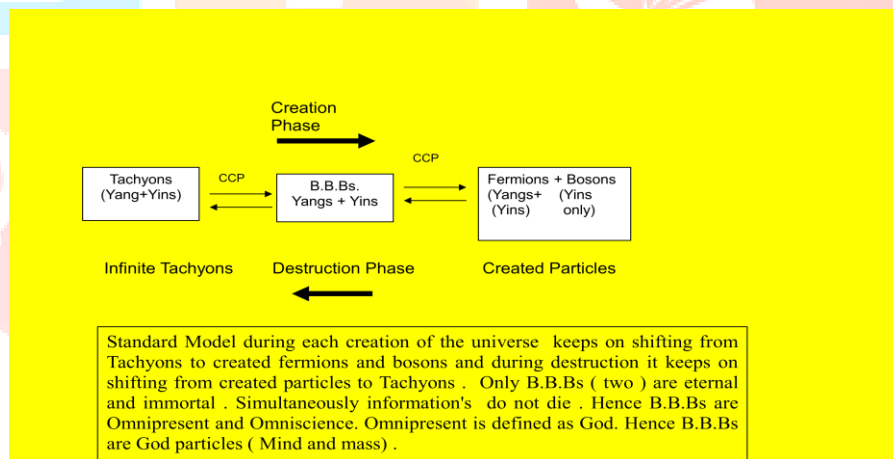 Creation
Phase
CCP
CCP
Tachyons
(Yang+Yins)
B.B.Bs.
Yangs + Yins
Fermions + Bosons
(Yangs+ (Yins
(Yins) only)
Infinite Tachyons
Destruction Phase
Created Particles
Standard Model during each creation of the universe keeps on shifting from
Tachyons to created fermions and bosons and during destruction it keeps on
shifting from created particles to Tachyons . Only B.B.Bs ( two ) are eternal
and immortal . Simultaneously information's do not die . Hence B.B.Bs are
Omnipresent and Omniscience. Omnipresent is defined as God. Hence B.B.Bs
are God particles ( Mind and mass) .